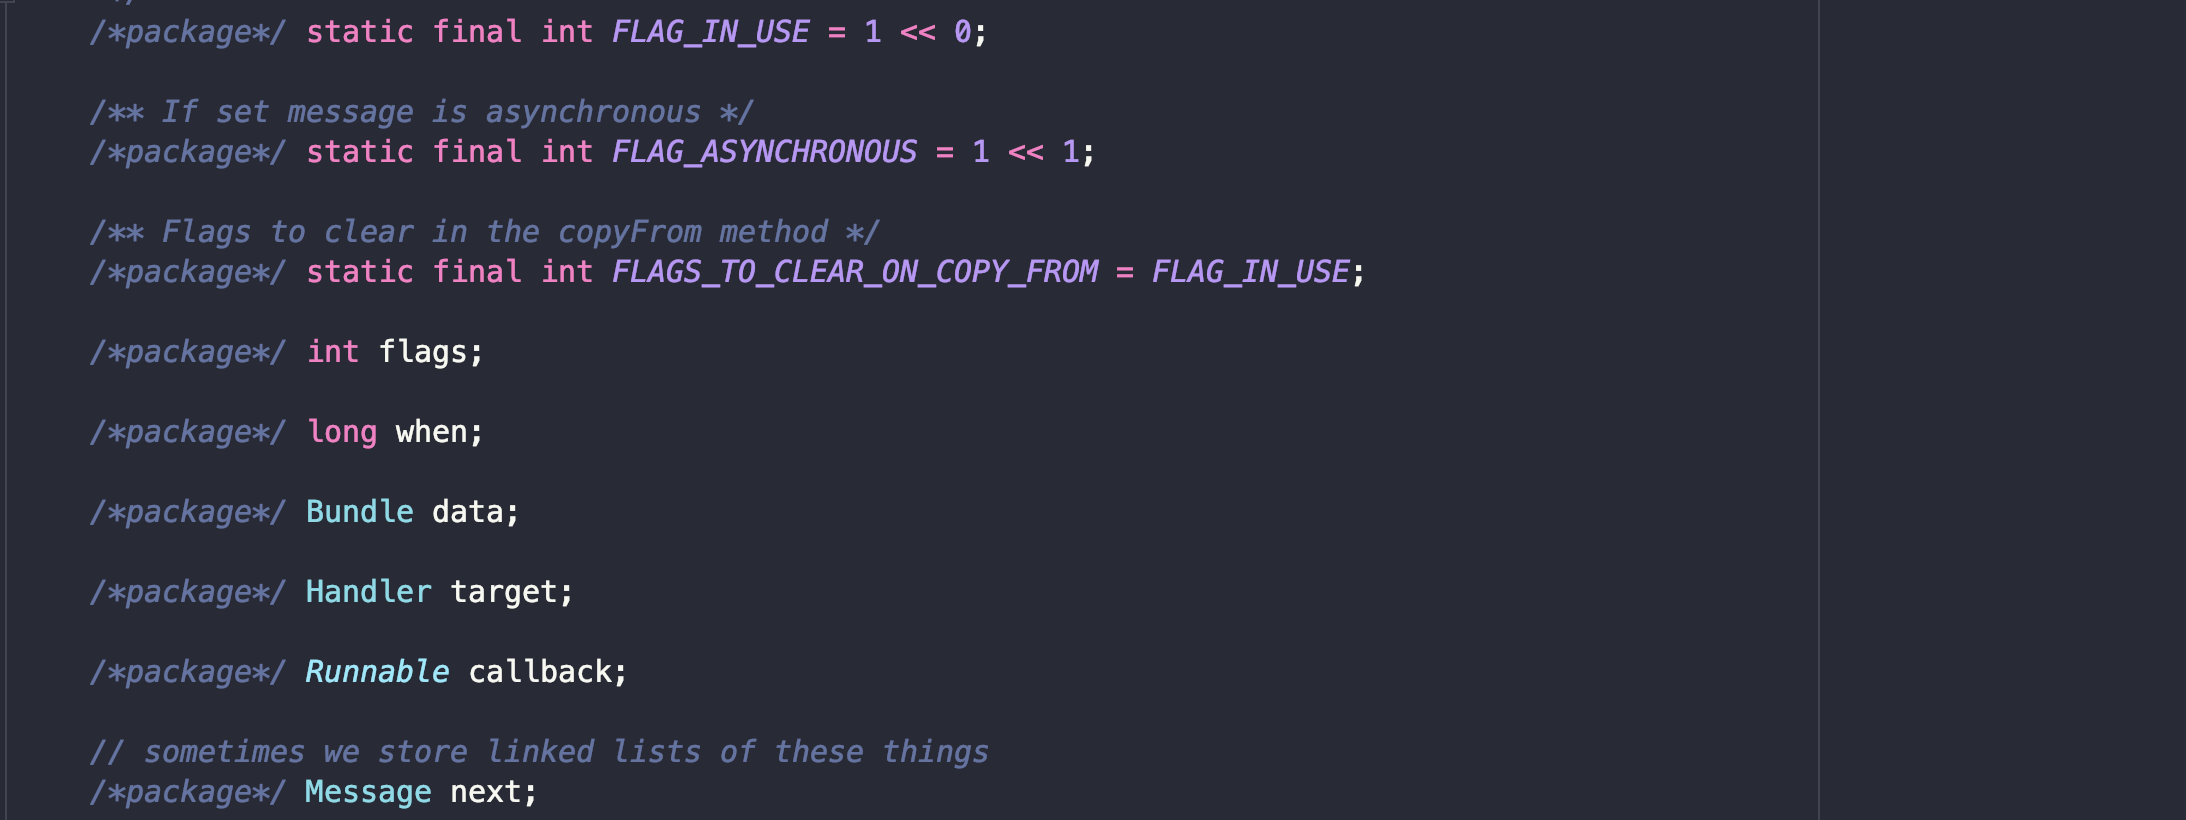 */
/*package*/ static final int FLAG_IN_USE = 1 << 0;
/** If set message is asynchronous */
/*package*/ static final int FLAG_ASYNCHRONOUS = 1 << 1;
/** Flags to clear in the copyFrom method */
/*package*/ static final int FLAGS_TO_CLEAR_ON_COPY_FROM = FLAG_IN_USE;
/*package*/ int flags;
/*package*/ long when;
/*package*/ Bundle data;
/*package*/ Handler target;
/*package*/ Runnable callback;
// sometimes we store linked lists of these things
/*package*/ Message next;